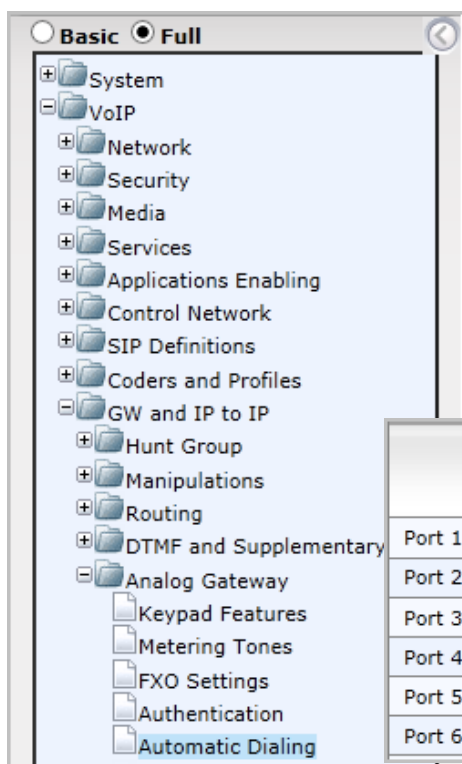 Basic Full
System
VoIP
Network
Security
Media
Services
Applications Enabling
Control Network
SIP Definitions
Coders and Profiles
GW and IP to IP
Hunt Group
Manipulations
Routing
DTMF and Supplementary
Analog Gateway
Keypad Features
Metering Tones
FXO Settings
Authentication
Automatic Dialing
Port 1
Port 2
Port 3
Port 4
Port 5
Port 6